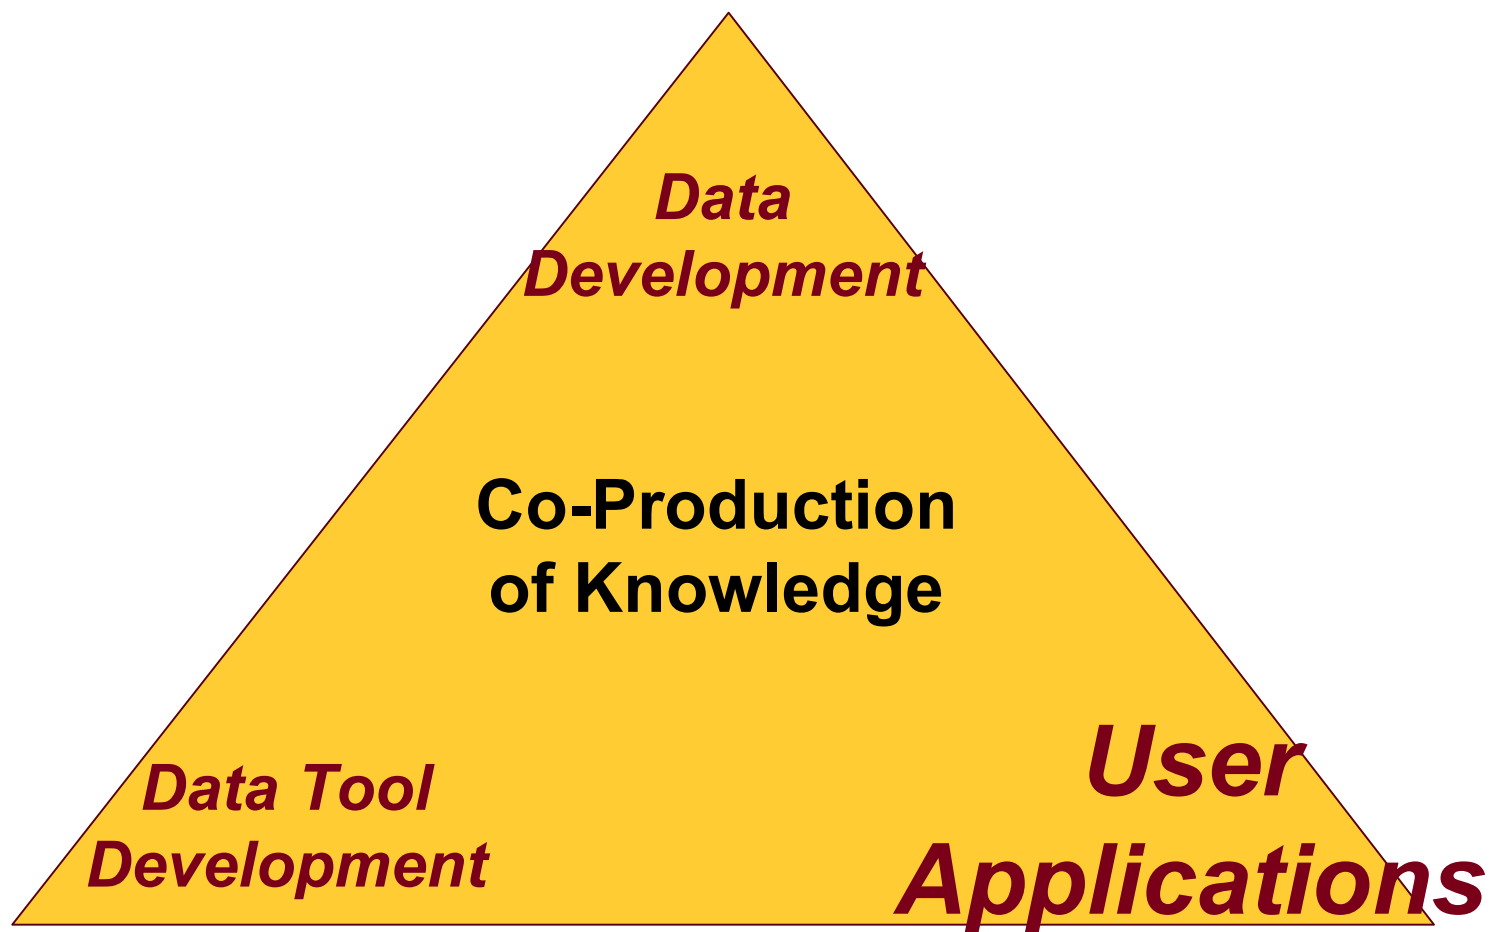 Data
Development
Co-Production
of Knowledge
Data Tool
Development
User
Applications